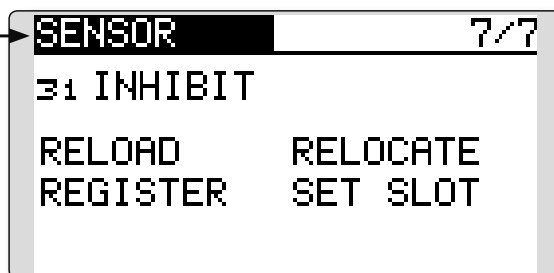 SENSOR 7/7
31 INHIBIT
RELOAD RELOCATE
REGISTER SET SLOT